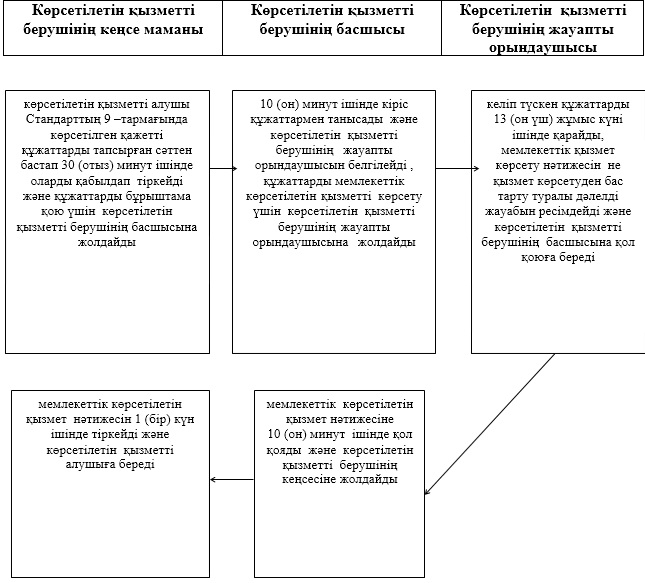 Көрсетілетін қызметті
берушінің кеңсе маманы
Көрсетілетін қызметті
берушінің басшысы
Көрсетілетін қызметті
берушінің жауапты
орындаушысы
көрсетілетін қызметті алушы
Стандарттың 9 –тармағында
көрсетілген қажетті
құжаттарды тапсырған сәттен
бастап 30 (отыз) минут ішінде
оларды қабылдап тіркейді
және құжаттарды бұрыштама
қою үшін көрсетілетін
қызметті берушінің басшысына
жолдайды
10 (он) минут ішінде кіріс
құжаттармен танысады және
көрсетілетін қызметті
берушінің жауапты
орындаушысын белгілейді ,
құжаттарды мемлекеттік
көрсетілетін қызметті көрсету
үшін көрсетілетін қызметті
берушінің жауапты
орындаушысына жолдайды
келіп түскен құжаттарды
13 (он үш) жұмыс күні
ішінде қарайды,
мемлекеттік қызмет
көрсету нәтижесін не
қызмет көрсетуден бас
тарту туралы дәлелді
жауабын ресімдейді және
көрсетілетін қызметті
берушінің басшысына қол
қоюға береді
мемлекеттік көрсетілетін
қызмет нәтижесін 1 (бір) күн
ішінде тіркейді және
көрсетілетін қызметті
алушыға береді
мемлекеттік көрсетілетін
қызмет нәтижесіне
10 (он) минут ішінде қол
қояды және көрсетілетін
қызметті берушінің
кеңсесіне жолдайды